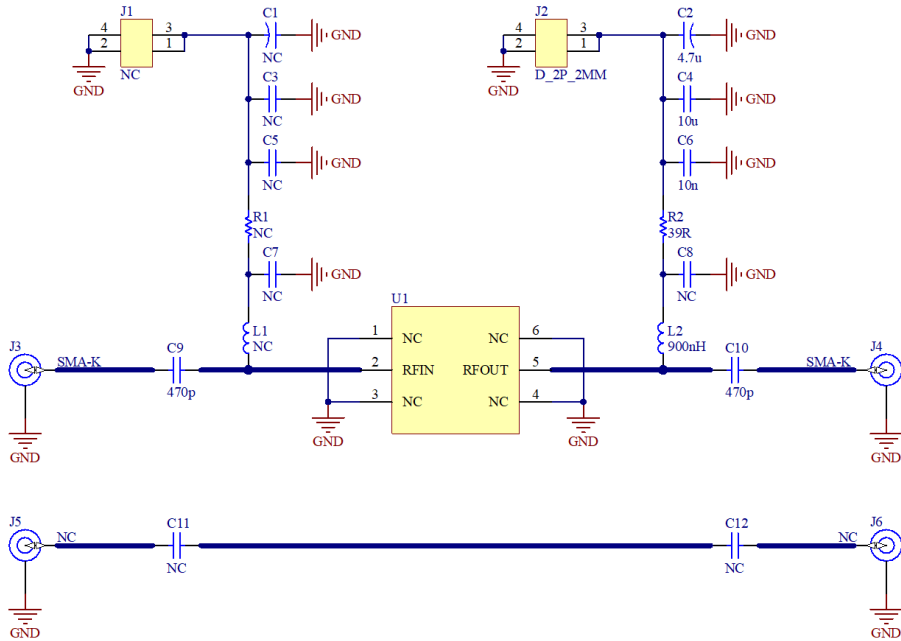 J1
4 3
2 1
NC
GND
C1
NC
GND
C3
NC
GND
C5
NC
GND
R1
NC
C7
NC
GND
L1
NC
J2
4 3
2 1
D_2P_2MM
GND
C2
4.7u
GND
C4
10u
GND
C6
10n
GND
R2
39R
C8
NC
GND
L2
900nH
J3
SMA-K
GND
C9
470p
U1
1 NC NC 6
2 RFIN RFOUT 5
3 NC NC 4
GND
GND
C10
470p
SMA-K
J4
GND
J5
NC
GND
C11
NC
C12
NC
NC
J6
GND